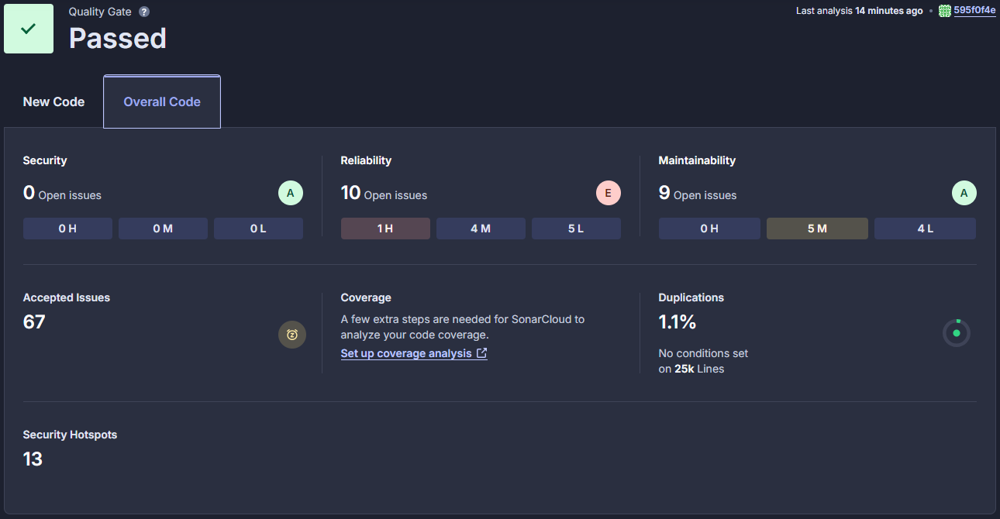 Quality Gate ?
Passed
Last analysis 14 minutes ago • 595f0f4e
New Code
Overall Code
Security
0 Open issues
A
0 H
0 M
0 L
Reliability
10 Open issues
E
1 H
4 M
5 L
Maintainability
9 Open issues
A
0 H
5 M
4 L
Accepted Issues
67
Coverage
A few extra steps are needed for SonarCloud to
analyze your code coverage.
Set up coverage analysis
Duplications
1.1%
No conditions set
on 25k Lines
Security Hotspots
13